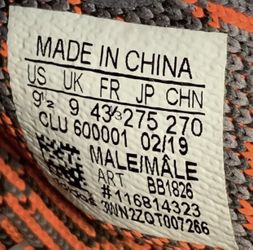 MADE IN CHINA
US UK FR JP CHN
9½ 9 43⅓ 275 270
CLU 600001 02/19
MALE/MÂLE
ART BB1826
#116814323
3WN2ZQT007266